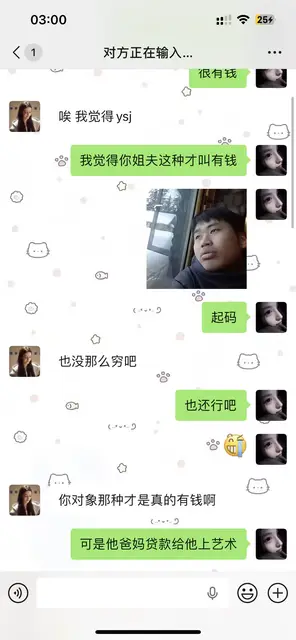 03:00
25
1
对方正在输入...
很有钱
唉 我觉得 ysj
我觉得你姐夫这种才叫有钱
起码
也没那么穷吧
也还行吧
你对象那种才是真的有钱啊
可是他爸妈贷款给他上艺术